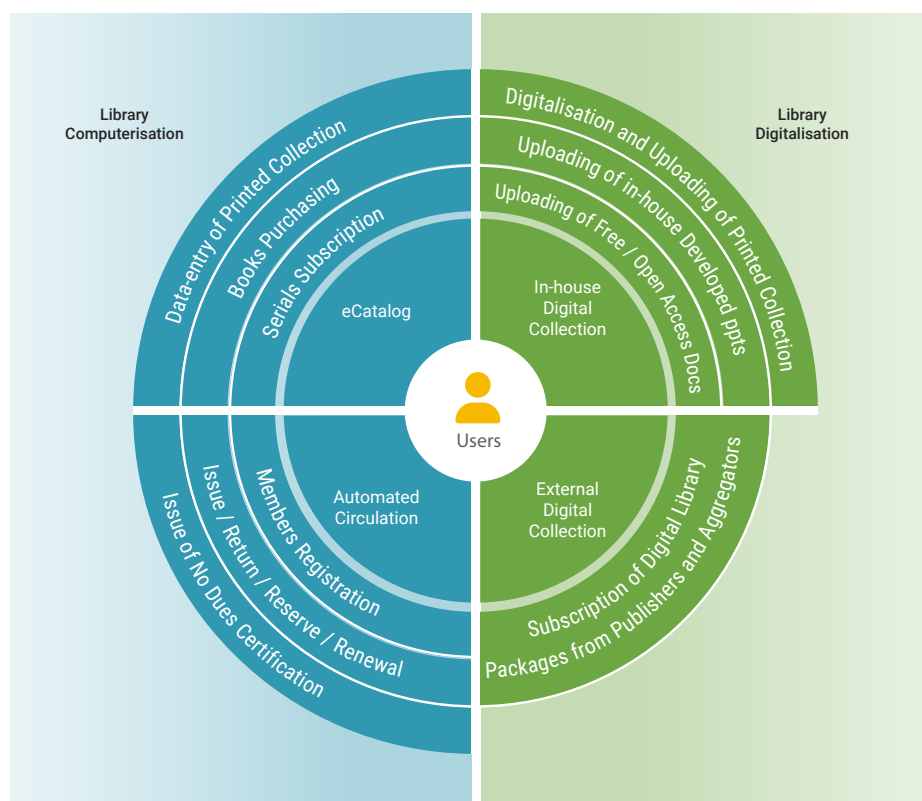 Library
Computerisation
Library
Digitalisation
Data-entry of Printed Collection
Books Purchasing
Serials Subscription
eCatalog
Digitalisation and Uploading of Printed Collection
Uploading of in-house Developed ppts
Uploading of Free / Open Access Docs
In-house
Digital
Collection
Users
Automated
Circulation
Members Registration
Issue / Return / Reserve / Renewal
Issue of No Dues Certification
External
Digital
Collection
Subscription of Digital Library
Packages from Publishers and Aggregators